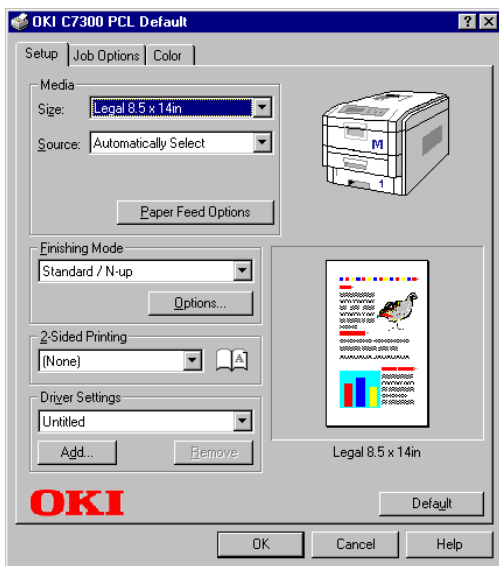 OKI C7300 PCL Default
Setup Job Options Color
Media
Size: Legal 8.5 x 14in
Source: Automatically Select
Paper Feed Options
M
1
Finishing Mode
Standard / N-up
Options...
2-Sided Printing
(None)
A
Driver Settings
Untitled
Add... Remove
Legal 8.5 x 14in
OKI
Default
OK Cancel Help